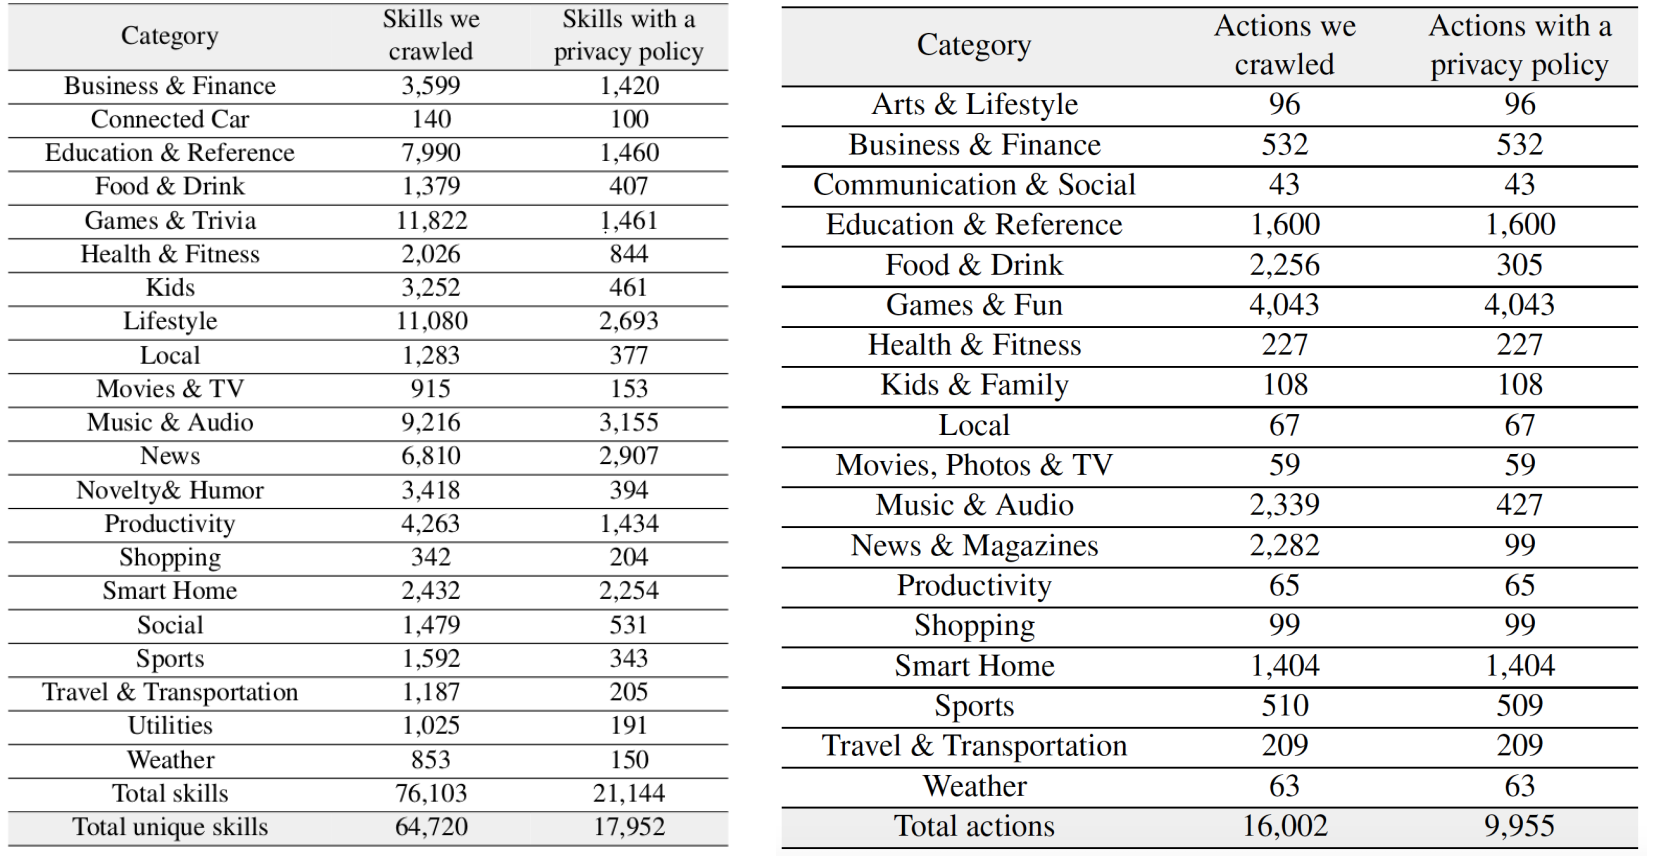 Category Skills we crawled Skills with a privacy policy
Business & Finance 3,599 1,420
Connected Car 140 100
Education & Reference 7,990 1,460
Food & Drink 1,379 407
Games & Trivia 11,822 1,461
Health & Fitness 2,026 844
Kids 3,252 461
Lifestyle 11,080 2,693
Local 1,283 377
Movies & TV 915 153
Music & Audio 9,216 3,155
News 6,810 2,907
Novelty& Humor 3,418 394
Productivity 4,263 1,434
Shopping 342 204
Smart Home 2,432 2,254
Social 1,479 531
Sports 1,592 343
Travel & Transportation 1,187 205
Utilities 1,025 191
Weather 853 150
Total skills 76,103 21,144
Total unique skills 64,720 17,952
Category Actions we crawled Actions with a privacy policy
Arts & Lifestyle 96 96
Business & Finance 532 532
Communication & Social 43 43
Education & Reference 1,600 1,600
Food & Drink 2,256 305
Games & Fun 4,043 4,043
Health & Fitness 227 227
Kids & Family 108 108
Local 67 67
Movies, Photos & TV 59 59
Music & Audio 2,339 427
News & Magazines 2,282 99
Productivity 65 65
Shopping 99 99
Smart Home 1,404 1,404
Sports 510 509
Travel & Transportation 209 209
Weather 63 63
Total actions 16,002 9,955